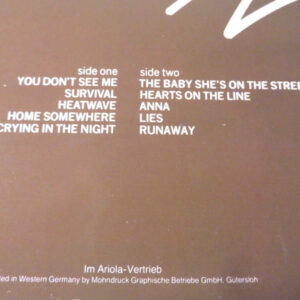 side one
YOU DON'T SEE ME
SURVIVAL
HEATWAVE
HOME SOMEWHERE
CRYING IN THE NIGHT
side two
THE BABY SHE'S ON THE STREE
HEARTS ON THE LINE
ANNA
LIES
RUNAWAY
Im Ariola-Vertrieb
ted in Western Germany by Mohndruck Graphische Betriebe GmbH, Gütersloh